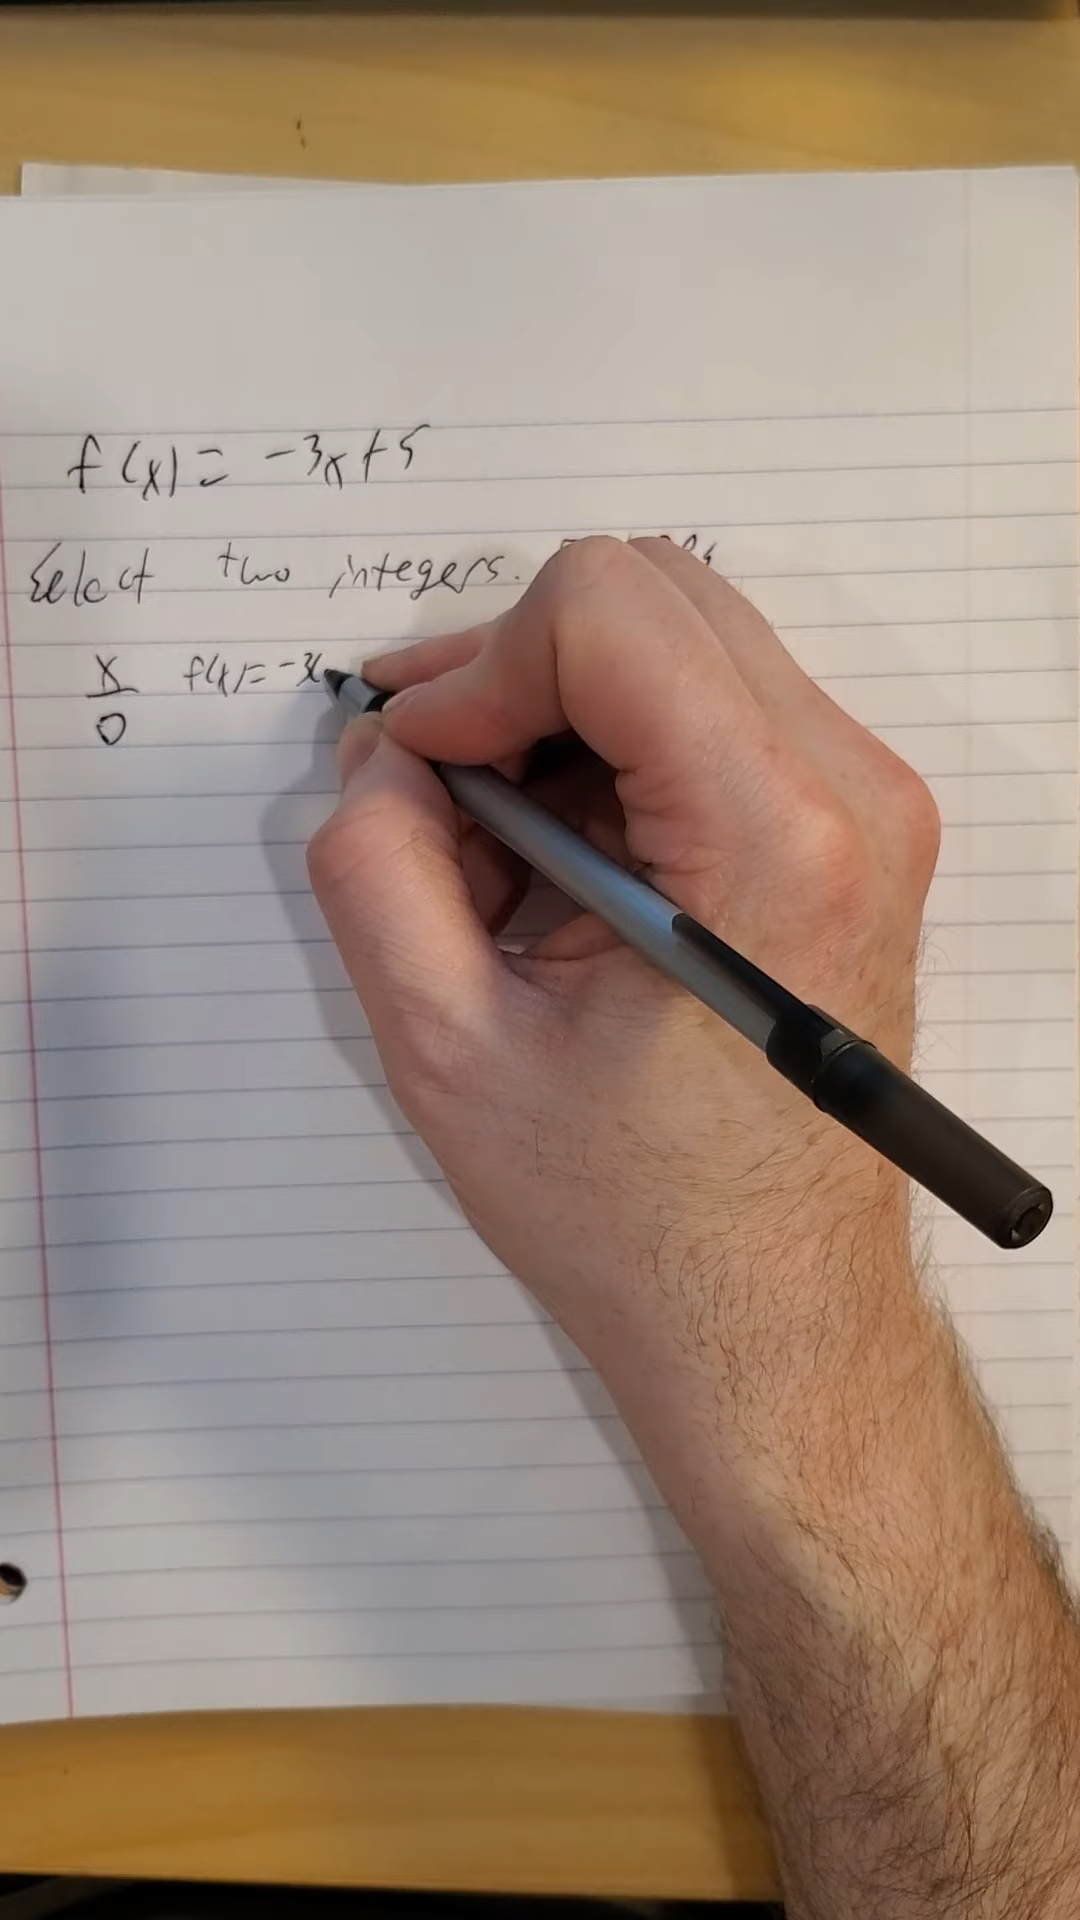 f(x) = -3x+5
Select two integers.
x f(x)= -3x
0